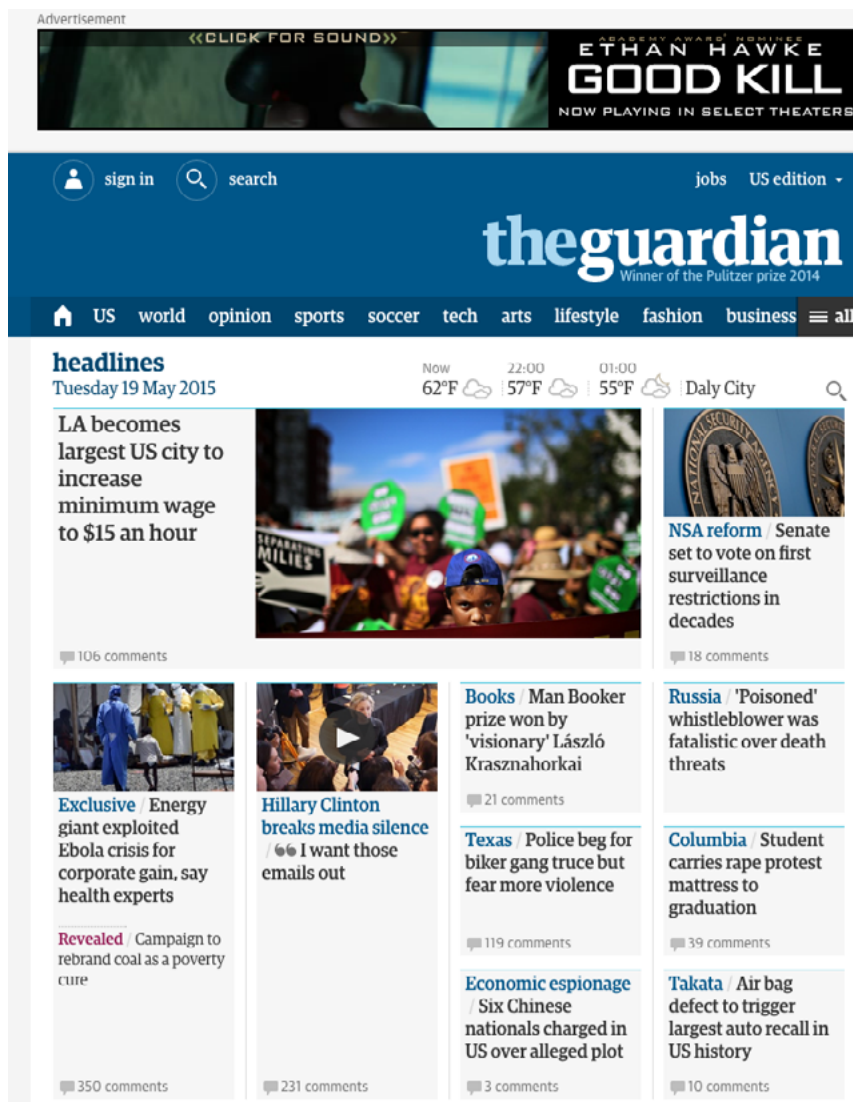 Advertisement
«CLICK FOR SOUND»
ACADEMY AWARD® NOMINEE
ETHAN HAWKE
GOOD KILL
NOW PLAYING IN SELECT THEATERS
sign in search jobs US edition
theguardian
Winner of the Pulitzer prize 2014
US world opinion sports soccer tech arts lifestyle fashion business all
headlines
Tuesday 19 May 2015
Now 22:00 01:00
62°F 57°F 55°F Daly City
LA becomes
largest US city to
increase
minimum wage
to $15 an hour
106 comments
SEPARATING
MILIES
NATIONAL SECURITY AGENCY
NSA reform / Senate
set to vote on first
surveillance
restrictions in
decades
18 comments
Exclusive / Energy
giant exploited
Ebola crisis for
corporate gain, say
health experts
Revealed / Campaign to
rebrand coal as a poverty
cure
350 comments
Hillary Clinton
breaks media silence
/ “ I want those
emails out
231 comments
Books / Man Booker
prize won by
'visionary' László
Krasznahorkai
21 comments
Russia / 'Poisoned'
whistleblower was
fatalistic over death
threats
Texas / Police beg for
biker gang truce but
fear more violence
119 comments
Columbia / Student
carries rape protest
mattress to
graduation
39 comments
Economic espionage
/ Six Chinese
nationals charged in
US over alleged plot
3 comments
Takata / Air bag
defect to trigger
largest auto recall in
US history
10 comments